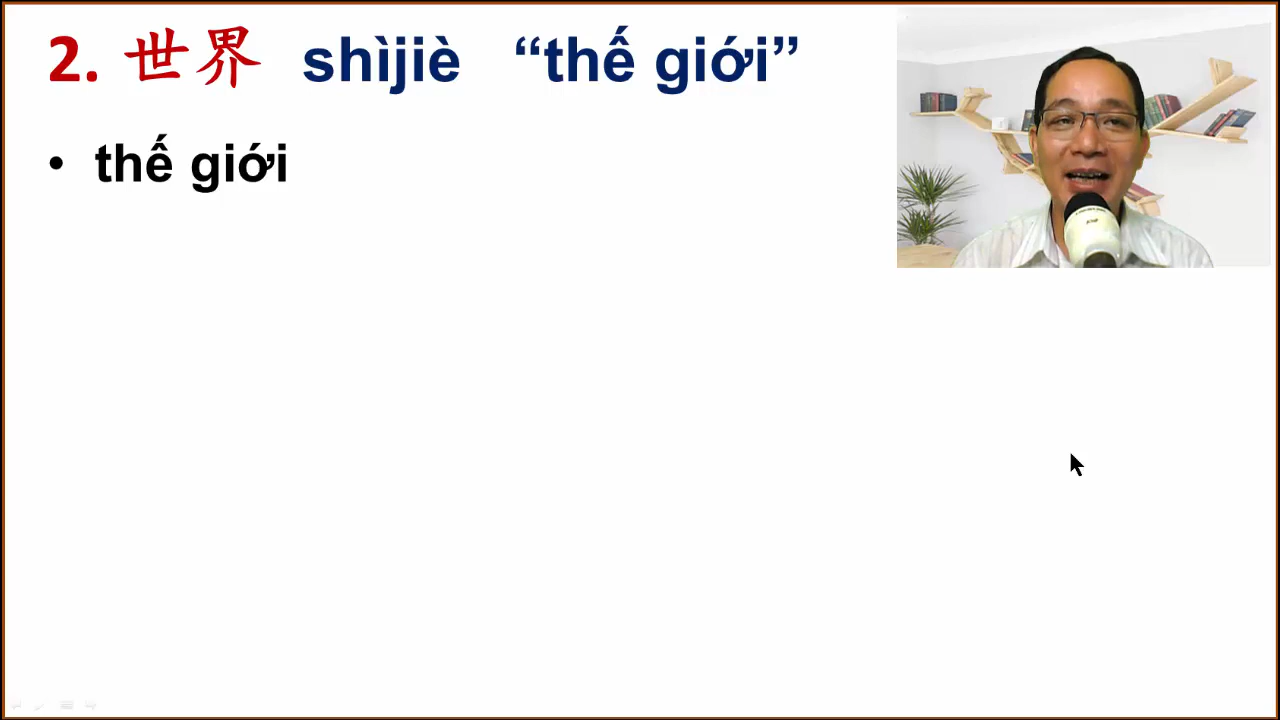 2. 世界 shìjiè “thế giới”
• thế giới